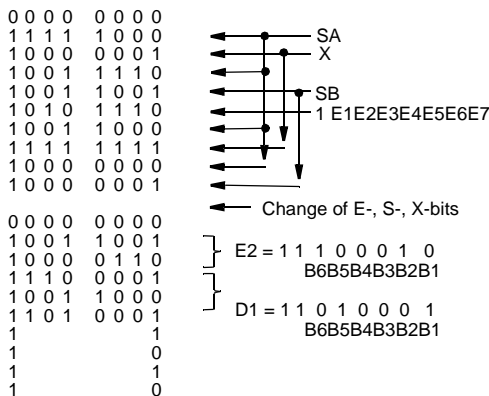 0 0 0 0 0 0 0 0
1 1 1 1 1 0 0 0 SA
1 0 0 0 0 0 0 1 X
1 0 0 1 1 1 1 0
1 0 0 1 1 0 0 1 SB
1 0 1 0 1 1 1 0 1 E1E2E3E4E5E6E7
1 0 0 1 1 0 0 0
1 1 1 1 1 1 1 1
1 0 0 0 0 0 0 0
1 0 0 0 0 0 0 1
Change of E-, S-, X-bits
0 0 0 0 0 0 0 0
1 0 0 1 1 0 0 1
1 0 0 0 0 1 1 0 E2 = 1 1 1 0 0 0 1 0
1 1 1 0 0 0 0 0 B6B5B4B3B2B1
1 0 0 1 1 0 0 0
1 1 0 1 0 0 0 1 D1 = 1 1 0 1 0 0 0 1
1 1 B6B5B4B3B2B1
1 0
1 1
1 0